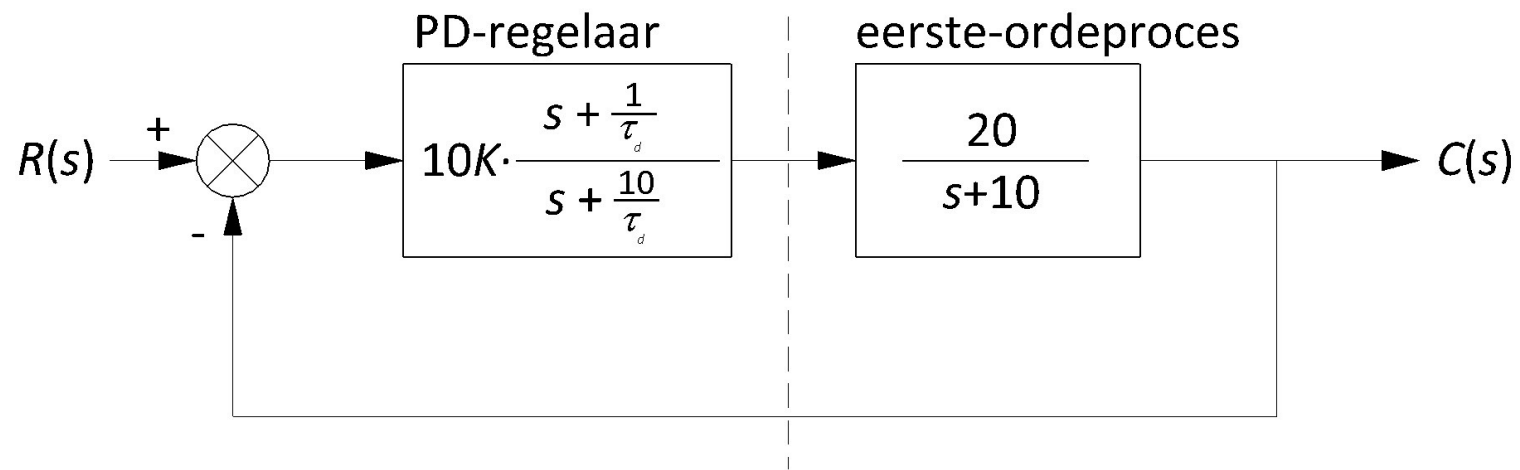 PD-regelaar
eerste-ordeproces
R(s)
+
-
10K·
s + 1/τd
s + 10/τd
20
s+10
C(s)